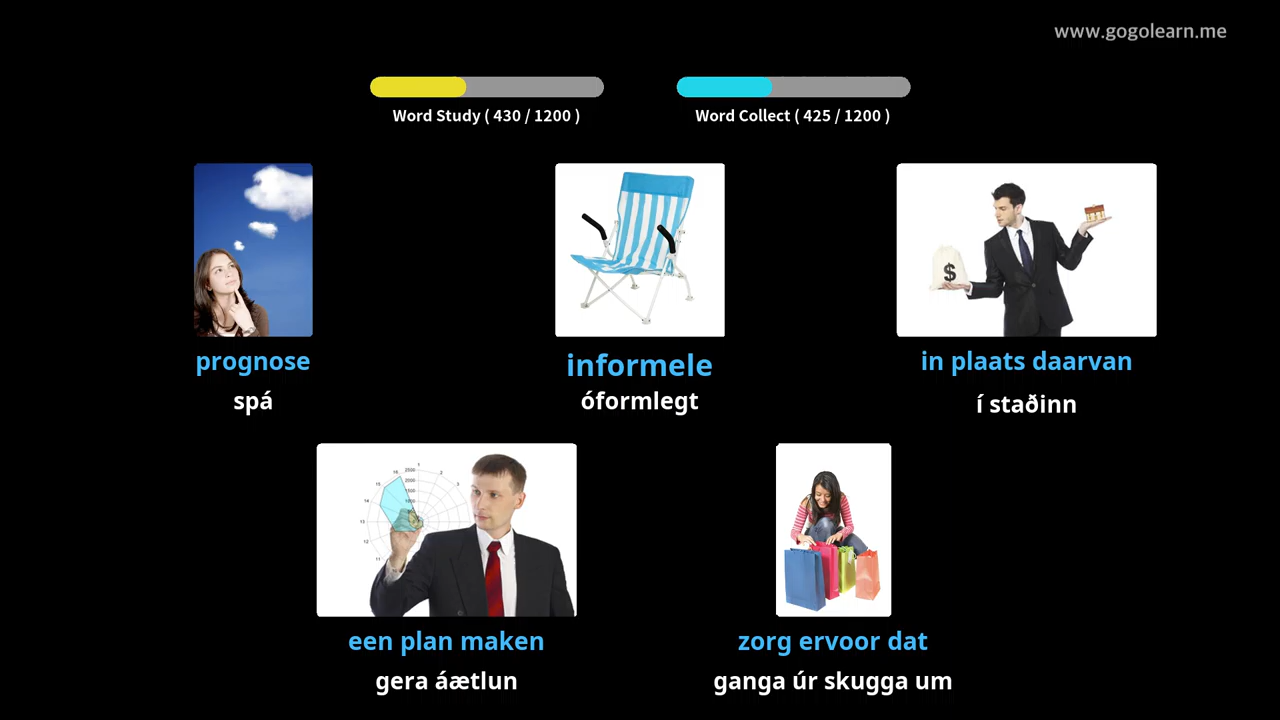 www.gogolearn.me
Word Study ( 430 / 1200 )
Word Collect ( 425 / 1200 )
$
prognose
spá
informele
óformlegt
in plaats daarvan
í staðinn
een plan maken
gera áætlun
zorg ervoor dat
ganga úr skugga um